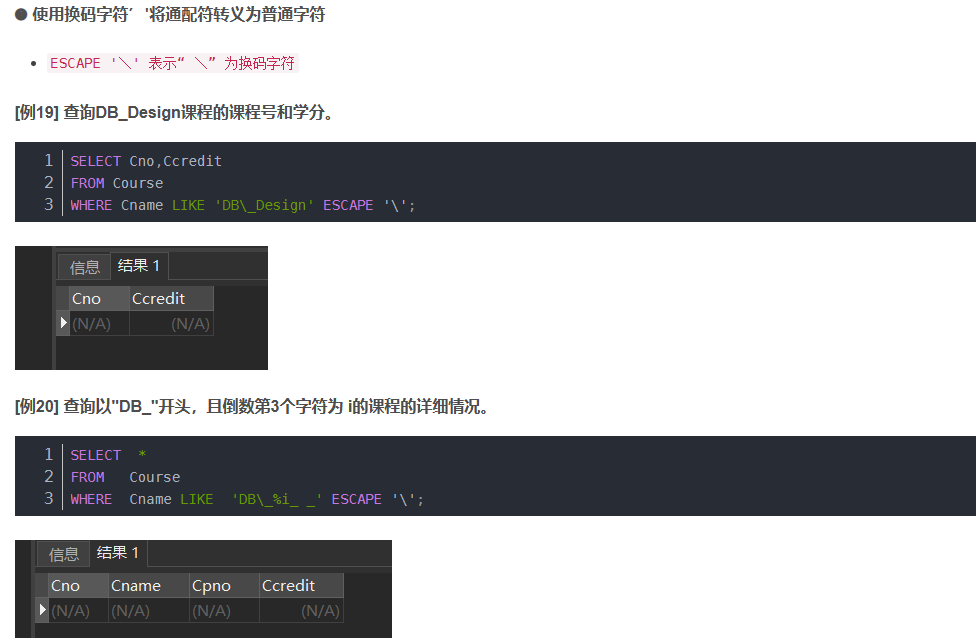 ● 使用换码字符’'将通配符转义为普通字符
• ESCAPE '＼' 表示“ ＼” 为换码字符
[例19] 查询DB_Design课程的课程号和学分。
1 SELECT Cno,Ccredit
2 FROM Course
3 WHERE Cname LIKE 'DB\_Design' ESCAPE '\';
信息 结果 1
Cno Ccredit
(N/A) (N/A)
[例20] 查询以"DB_"开头，且倒数第3个字符为 i的课程的详细情况。
1 SELECT  *
2 FROM   Course
3 WHERE  Cname LIKE  'DB\_%i_ _' ESCAPE '\';
信息 结果 1
Cno Cname Cpno Ccredit
(N/A) (N/A) (N/A) (N/A)